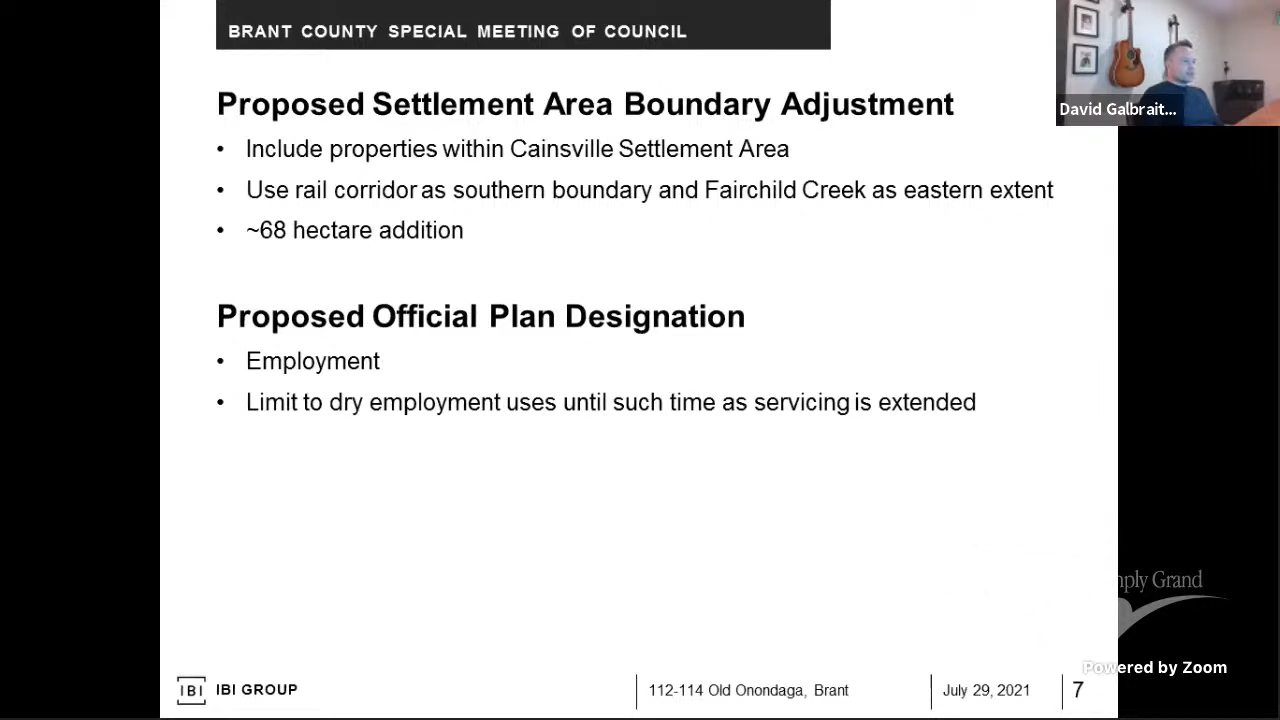 BRANT COUNTY SPECIAL MEETING OF COUNCIL
Proposed Settlement Area Boundary Adjustment
• Include properties within Cainsville Settlement Area
• Use rail corridor as southern boundary and Fairchild Creek as eastern extent
• ~68 hectare addition
Proposed Official Plan Designation
• Employment
• Limit to dry employment uses until such time as servicing is extended
David Galbrait...
mply Grand
Powered by Zoom
IBI IBI GROUP
112-114 Old Onondaga, Brant
July 29, 2021
7